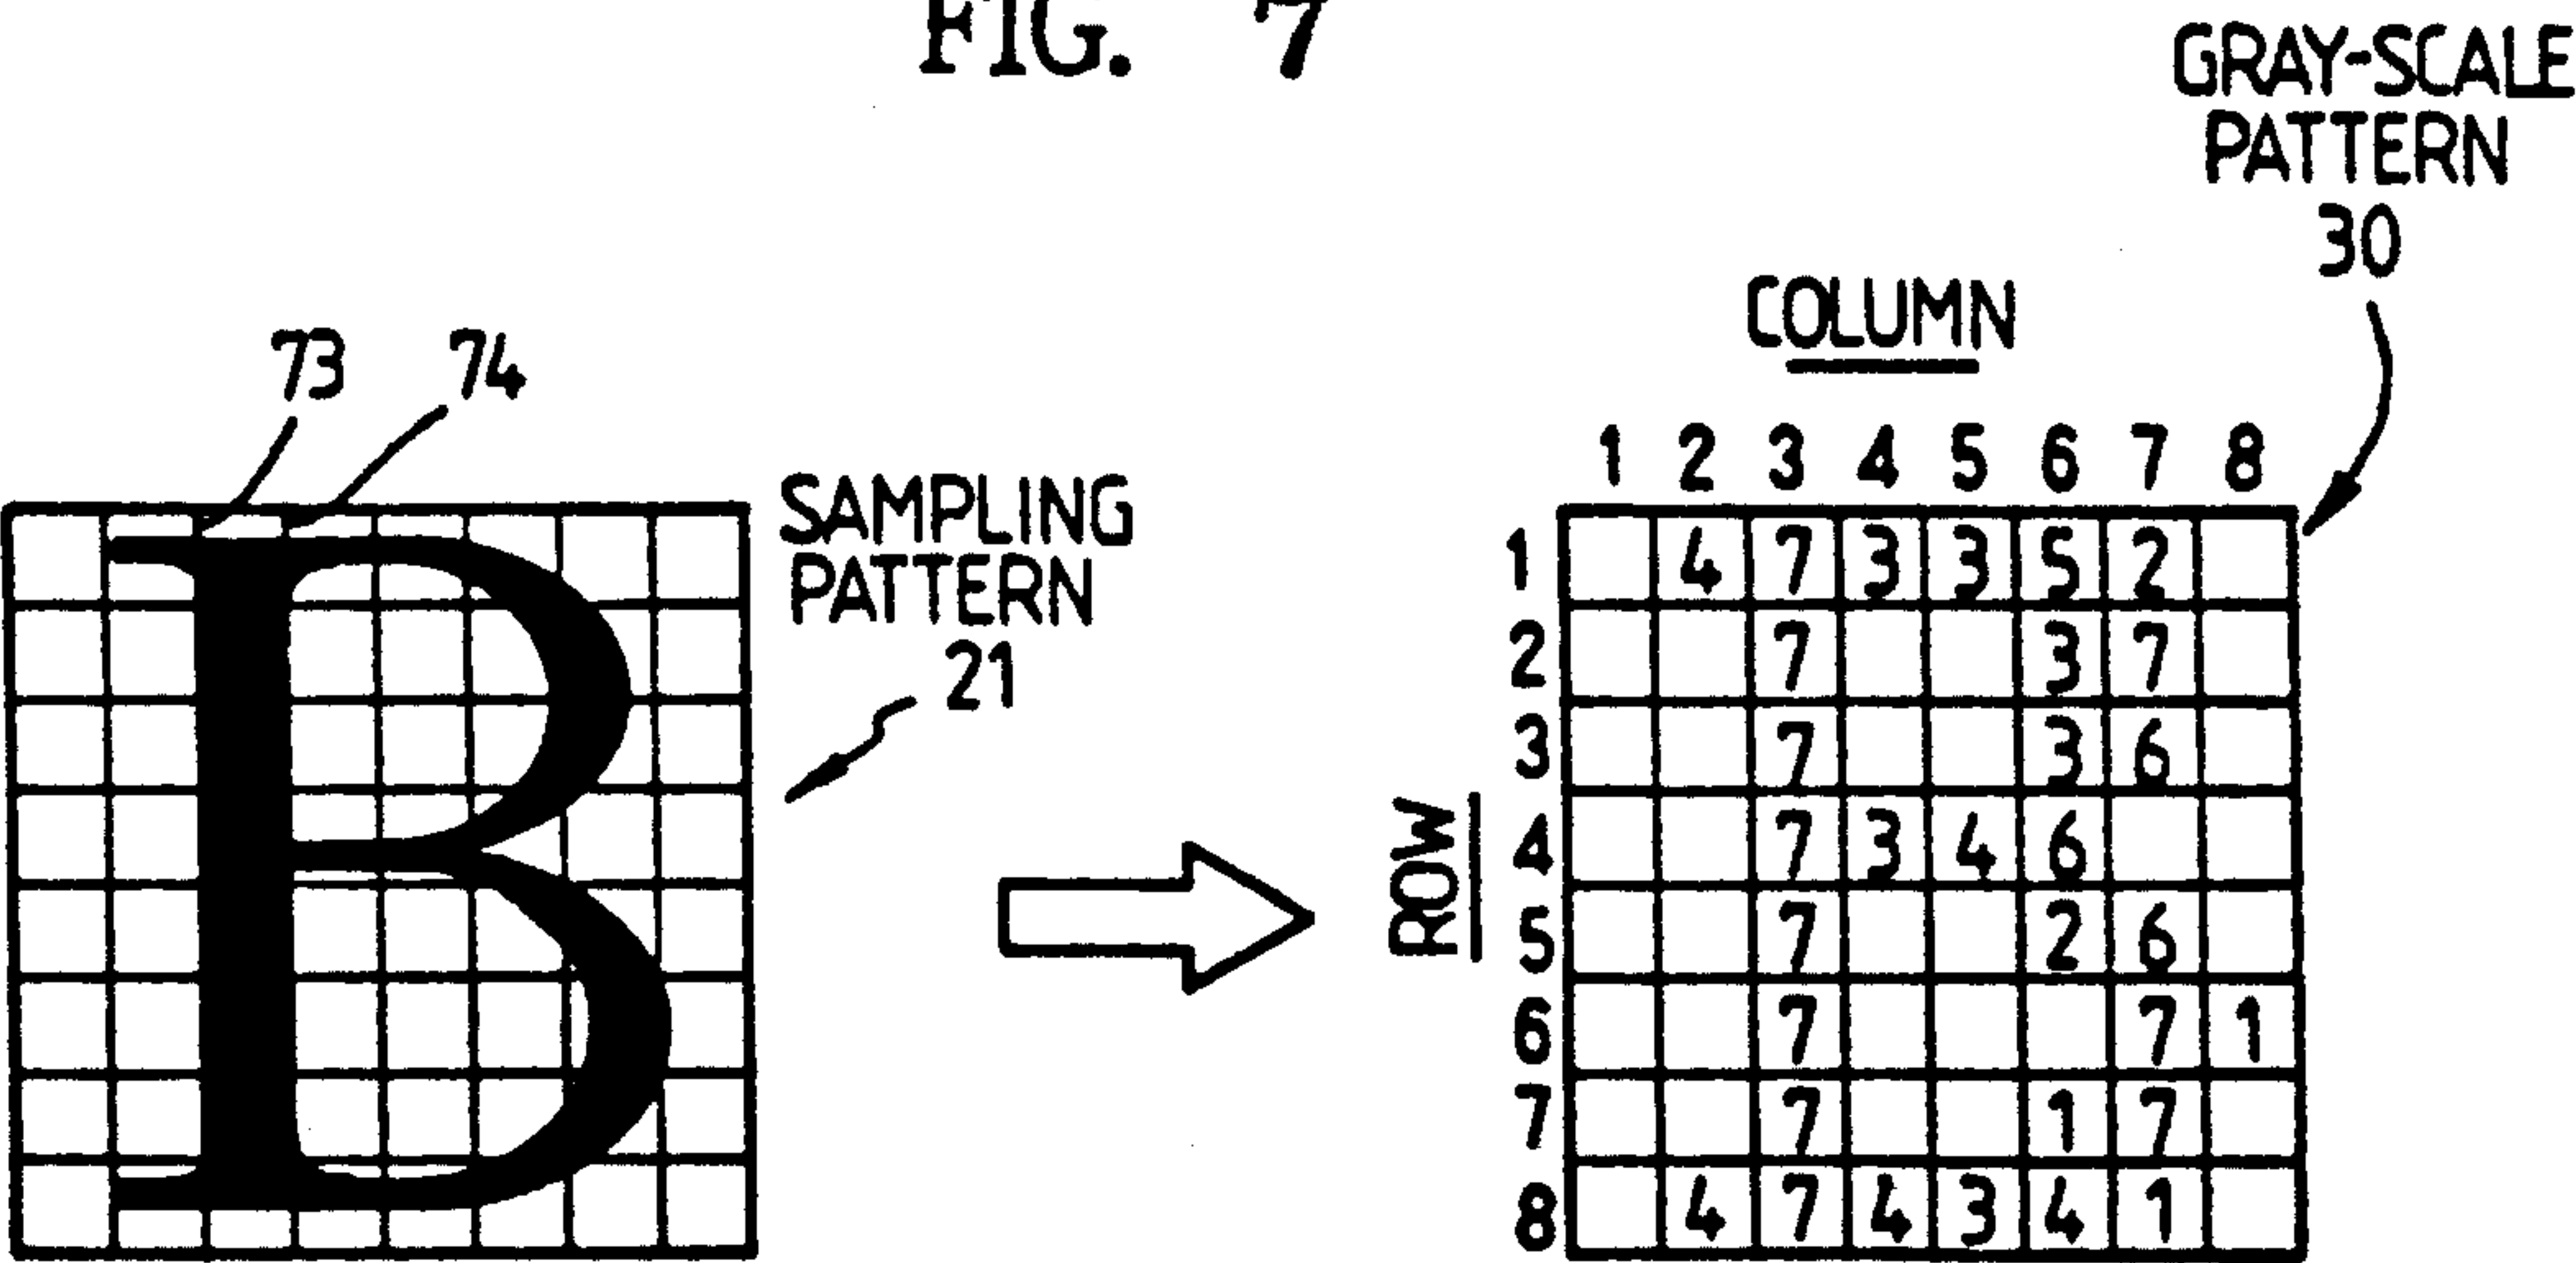 FIG. 7
GRAY-SCALE
PATTERN
30
73 74
SAMPLING
PATTERN
21
COLUMN
1 2 3 4 5 6 7 8
ROW
1 4 7 3 3 5 2
2 7 3 7
3 7 3 6
4 7 3 4 6
5 7 2 6
6 7 7 1
7 7 1 7
8 4 7 4 3 4 1